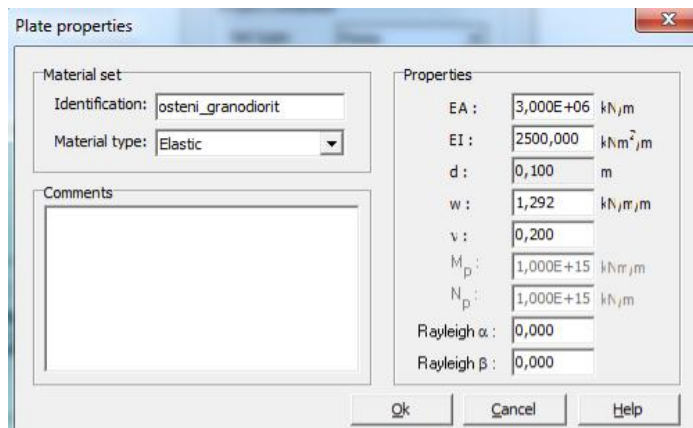 Plate properties
Material set
Identification: osteni_granodiorit
Material type: Elastic
Comments
Properties
EA : 3,000E+06 kN/m
EI : 2500,000 kNm²/m
d : 0,100 m
w : 1,292 kN/m/m
ν : 0,200
Mp : 1,000E+15 kNm/m
Np : 1,000E+15 kN/m
Rayleigh α : 0,000
Rayleigh β : 0,000
Ok Cancel Help